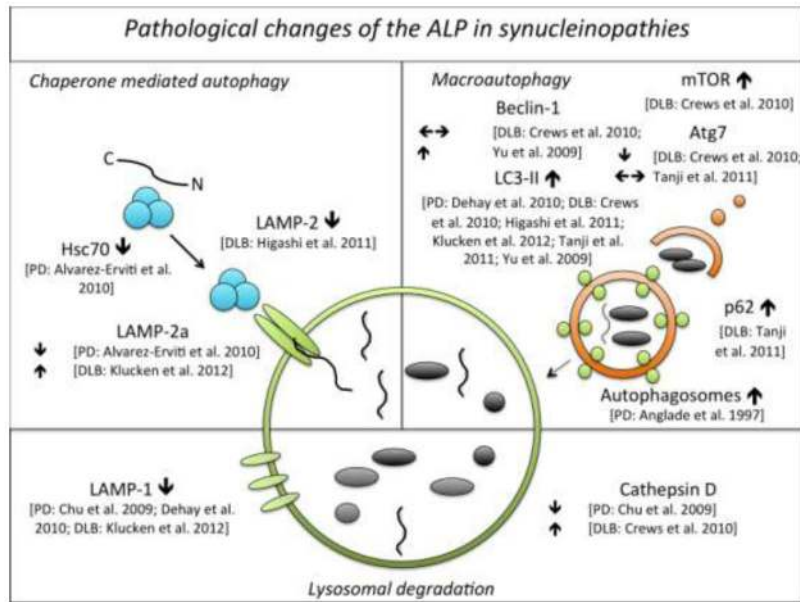 Pathological changes of the ALP in synucleinopathies
Chaperone mediated autophagy
C
N
Hsc70 ↓
[PD: Alvarez-Erviti et al.
2010]
LAMP-2 ↓
[DLB: Higashi et al. 2011]
LAMP-2a
↓ [PD: Alvarez-Erviti et al. 2010]
↑ [DLB: Klucken et al. 2012]
Macroautophagy
mTOR ↑
[DLB: Crews et al. 2010]
Beclin-1
↔ [DLB: Crews et al. 2010;
↑ Yu et al. 2009]
Atg7
↓ [DLB: Crews et al. 2010;
↔ Tanji et al. 2011]
LC3-II ↑
[PD: Dehay et al. 2010; DLB: Crews
et al. 2010; Higashi et al. 2011;
Klucken et al. 2012; Tanji et al.
2011; Yu et al. 2009]
p62 ↑
[DLB: Tanji
et al. 2011]
Autophagosomes ↑
[PD: Anglade et al. 1997]
LAMP-1 ↓
[PD: Chu et al. 2009; Dehay et al.
2010; DLB: Klucken et al. 2012]
Cathepsin D
↓ [PD: Chu et al. 2009]
↑ [DLB: Crews et al. 2010]
Lysosomal degradation